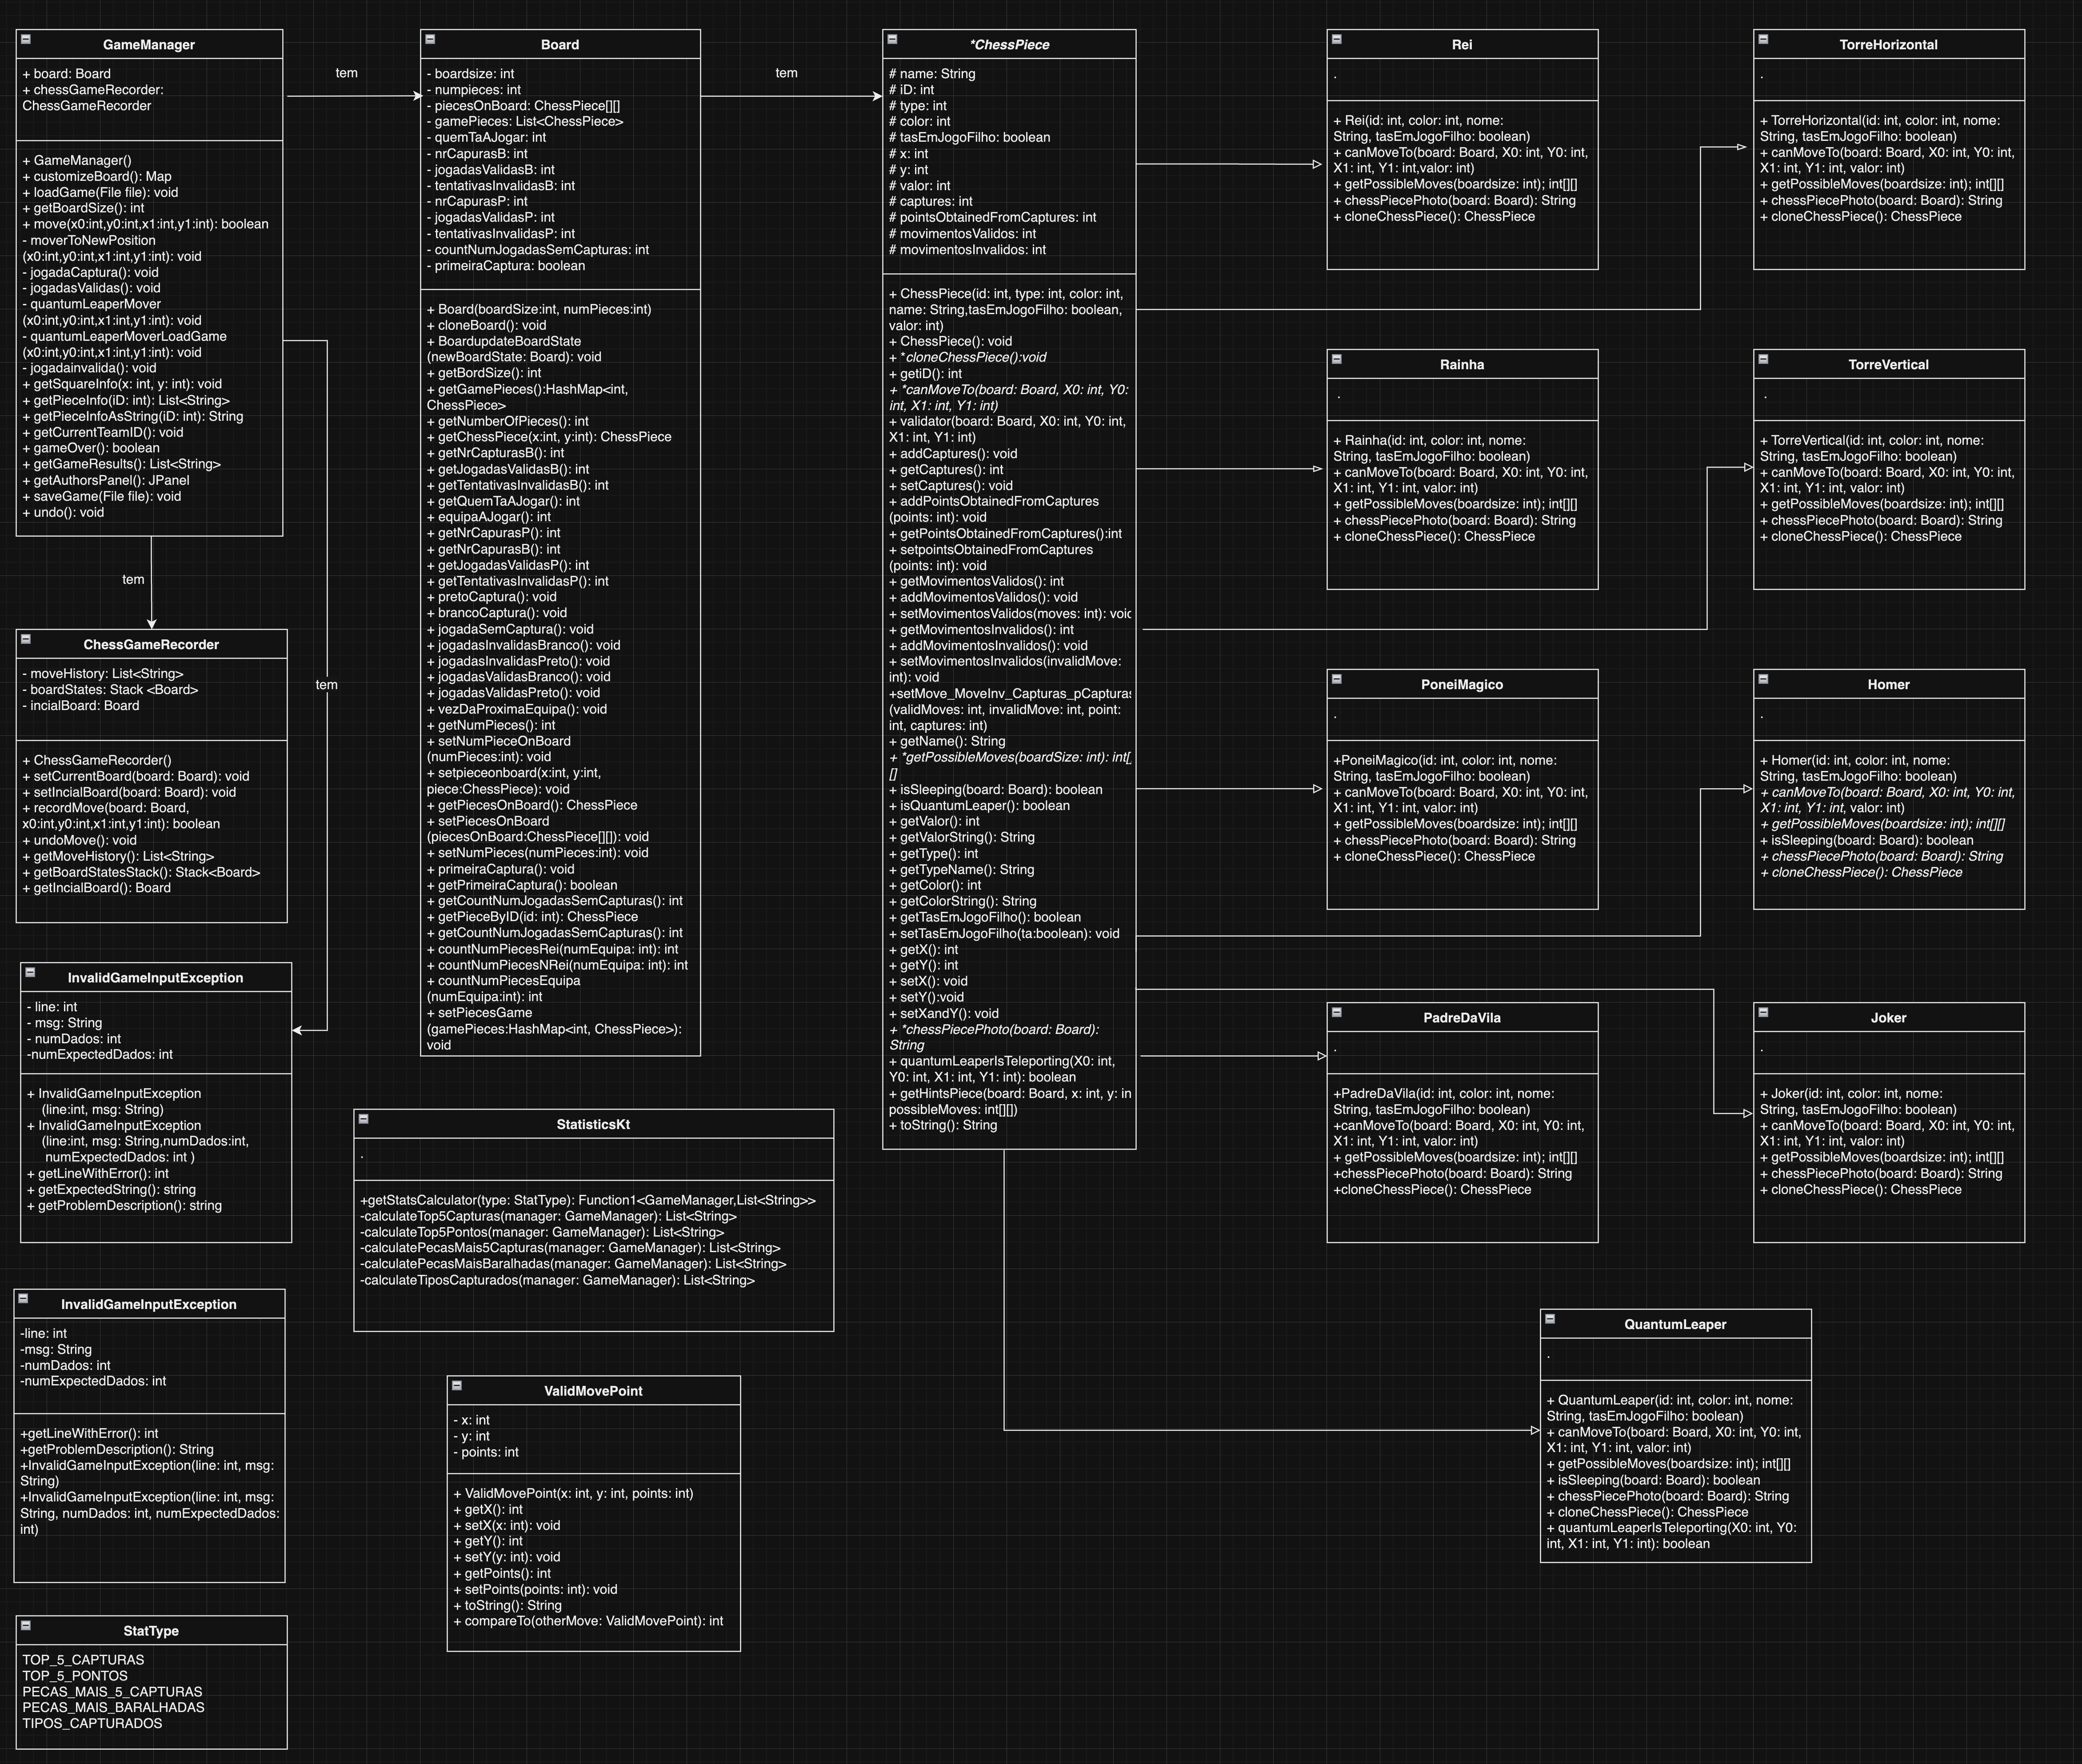 GameManager
+ board: Board
+ chessGameRecorder:
ChessGameRecorder
+ GameManager()
+ customizeBoard(): Map
+ loadGame(File file): void
+ getBoardSize(): int
+ move(x0:int,y0:int,x1:int,y1:int): boolean
- moverToNewPosition
(x0:int,y0:int,x1:int,y1:int): void
- jogadaCaptura(): void
- jogadasValidas(): void
- quantumLeaperMover
(x0:int,y0:int,x1:int,y1:int): void
- quantumLeaperMoverLoadGame
(x0:int,y0:int,x1:int,y1:int): void
- jogadainvalida(): void
+ getSquareInfo(x: int, y: int): void
+ getPieceInfo(iD: int): List<String>
+ getPieceInfoAsString(iD: int): String
+ getCurrentTeamID(): void
+ gameOver(): boolean
+ getGameResults(): List<String>
+ getAuthorsPanel(): JPanel
+ saveGame(File file): void
+ undo(): void
tem
tem
tem
tem
ChessGameRecorder
- moveHistory: List<String>
- boardStates: Stack <Board>
- incialBoard: Board
+ ChessGameRecorder()
+ setCurrentBoard(board: Board): void
+ setIncialBoard(board: Board): void
+ recordMove(board: Board,
x0:int,y0:int,x1:int,y1:int): boolean
+ undoMove(): void
+ getMoveHistory(): List<String>
+ getBoardStatesStack(): Stack<Board>
+ getIncialBoard(): Board
InvalidGameInputException
- line: int
- msg: String
- numDados: int
-numExpectedDados: int
+ InvalidGameInputException
(line:int, msg: String)
+ InvalidGameInputException
(line:int, msg: String,numDados:int,
numExpectedDados: int )
+ getLineWithError(): int
+ getExpectedString(): string
+ getProblemDescription(): string
InvalidGameInputException
-line: int
-msg: String
-numDados: int
-numExpectedDados: int
+getLineWithError(): int
+getProblemDescription(): String
+InvalidGameInputException(line: int, msg:
String)
+InvalidGameInputException(line: int, msg:
String, numDados: int, numExpectedDados:
int)
StatType
TOP_5_CAPTURAS
TOP_5_PONTOS
PECAS_MAIS_5_CAPTURAS
PECAS_MAIS_BARALHADAS
TIPOS_CAPTURADOS
Board
- boardsize: int
- numpieces: int
- piecesOnBoard: ChessPiece[][]
- gamePieces: List<ChessPiece>
- quemTaAJogar: int
- nrCapurasB: int
- jogadasValidasB: int
- tentativasInvalidasB: int
- nrCapurasP: int
- jogadasValidasP: int
- tentativasInvalidasP: int
- countNumJogadasSemCapturas: int
- primeiraCaptura: boolean
+ Board(boardSize:int, numPieces:int)
+ cloneBoard(): void
+ BoardupdateBoardState
(newBoardState: Board): void
+ getBordSize(): int
+ getGamePieces():HashMap<int,
ChessPiece>
+ getNumberOfPieces(): int
+ getChessPiece(x:int, y:int): ChessPiece
+ getNrCapturasB(): int
+ getJogadasValidasB(): int
+ getTentativasInvalidasB(): int
+ getQuemTaAJogar(): int
+ equipaAJogar(): int
+ getNrCapurasP(): int
+ getNrCapurasB(): int
+ getJogadasValidasP(): int
+ getTentativasInvalidasP(): int
+ pretoCaptura(): void
+ brancoCaptura(): void
+ jogadaSemCaptura(): void
+ jogadasInvalidasBranco(): void
+ jogadasInvalidasPreto(): void
+ jogadasValidasBranco(): void
+ jogadasValidasPreto(): void
+ vezDaProximaEquipa(): void
+ getNumPieces(): int
+ setNumPieceOnBoard
(numPieces:int): void
+ setpieceonboard(x:int, y:int,
piece:ChessPiece): void
+ getPiecesOnBoard(): ChessPiece
+ setPiecesOnBoard
(piecesOnBoard:ChessPiece[][]): void
+ setNumPieces(numPieces:int): void
+ primeiraCaptura(): void
+ getPrimeiraCaptura(): boolean
+ getCountNumJogadasSemCapturas(): int
+ getPieceByID(id: int): ChessPiece
+ getCountNumJogadasSemCapturas(): int
+ countNumPiecesRei(numEquipa: int): int
+ countNumPiecesNRei(numEquipa: int): int
+ countNumPiecesEquipa
(numEquipa:int): int
+ setPiecesGame
(gamePieces:HashMap<int, ChessPiece>):
void
StatisticsKt
.
+getStatsCalculator(type: StatType): Function1<GameManager,List<String>>
-calculateTop5Capturas(manager: GameManager): List<String>
-calculateTop5Pontos(manager: GameManager): List<String>
-calculatePecasMais5Capturas(manager: GameManager): List<String>
-calculatePecasMaisBaralhadas(manager: GameManager): List<String>
-calculateTiposCapturados(manager: GameManager): List<String>
ValidMovePoint
- x: int
- y: int
- points: int
+ ValidMovePoint(x: int, y: int, points: int)
+ getX(): int
+ setX(x: int): void
+ getY(): int
+ setY(y: int): void
+ getPoints(): int
+ setPoints(points: int): void
+ toString(): String
+ compareTo(otherMove: ValidMovePoint): int
*ChessPiece
# name: String
# iD: int
# type: int
# color: int
# tasEmJogoFilho: boolean
# x: int
# y: int
# valor: int
# captures: int
# pointsObtainedFromCaptures: int
# movimentosValidos: int
# movimentosInvalidos: int
+ ChessPiece(id: int, type: int, color: int,
name: String,tasEmJogoFilho: boolean,
valor: int)
+ ChessPiece(): void
+ *cloneChessPiece():void
+ getiD(): int
+ *canMoveTo(board: Board, X0: int, Y0:
int, X1: int, Y1: int)
+ validator(board: Board, X0: int, Y0: int,
X1: int, Y1: int)
+ addCaptures(): void
+ getCaptures(): int
+ setCaptures(): void
+ addPointsObtainedFromCaptures
(points: int): void
+ getPointsObtainedFromCaptures():int
+ setpointsObtainedFromCaptures
(points: int): void
+ getMovimentosValidos(): int
+ addMovimentosValidos(): void
+ setMovimentosValidos(moves: int): voic
+ getMovimentosInvalidos(): int
+ addMovimentosInvalidos(): void
+ setMovimentosInvalidos(invalidMove:
int): void
+setMove_MoveInv_Capturas_pCapturas
(validMoves: int, invalidMove: int, point:
int, captures: int)
+ getName(): String
+ *getPossibleMoves(boardSize: int): int[
[]
+ isSleeping(board: Board): boolean
+ isQuantumLeaper(): boolean
+ getValor(): int
+ getValorString(): String
+ getType(): int
+ getTypeName(): String
+ getColor(): int
+ getColorString(): String
+ getTasEmJogoFilho(): boolean
+ setTasEmJogoFilho(ta:boolean): void
+ getX(): int
+ getY(): int
+ setX(): void
+ setY():void
+ setXandY(): void
+ *chessPiecePhoto(board: Board):
String
+ quantumLeaperIsTeleporting(X0: int,
Y0: int, X1: int, Y1: int): boolean
+ getHintsPiece(board: Board, x: int, y: in
possibleMoves: int[][])
+ toString(): String
Rei
.
+ Rei(id: int, color: int, nome:
String, tasEmJogoFilho: boolean)
+ canMoveTo(board: Board, X0: int, Y0: int,
X1: int, Y1: int,valor: int)
+ getPossibleMoves(boardsize: int); int[][]
+ chessPiecePhoto(board: Board): String
+ cloneChessPiece(): ChessPiece
Rainha
.
+ Rainha(id: int, color: int, nome:
String, tasEmJogoFilho: boolean)
+ canMoveTo(board: Board, X0: int, Y0: int,
X1: int, Y1: int, valor: int)
+ getPossibleMoves(boardsize: int); int[][]
+ chessPiecePhoto(board: Board): String
+ cloneChessPiece(): ChessPiece
PoneiMagico
.
+PoneiMagico(id: int, color: int, nome:
String, tasEmJogoFilho: boolean)
+ canMoveTo(board: Board, X0: int, Y0: int,
X1: int, Y1: int, valor: int)
+ getPossibleMoves(boardsize: int); int[][]
+ chessPiecePhoto(board: Board): String
+ cloneChessPiece(): ChessPiece
PadreDaVila
.
+PadreDaVila(id: int, color: int, nome:
String, tasEmJogoFilho: boolean)
+canMoveTo(board: Board, X0: int, Y0: int,
X1: int, Y1: int, valor: int)
+ getPossibleMoves(boardsize: int); int[][]
+chessPiecePhoto(board: Board): String
+cloneChessPiece(): ChessPiece
TorreHorizontal
.
+ TorreHorizontal(id: int, color: int, nome:
String, tasEmJogoFilho: boolean)
+ canMoveTo(board: Board, X0: int, Y0: int,
X1: int, Y1: int, valor: int)
+ getPossibleMoves(boardsize: int); int[][]
+ chessPiecePhoto(board: Board): String
+ cloneChessPiece(): ChessPiece
TorreVertical
.
+ TorreVertical(id: int, color: int, nome:
String, tasEmJogoFilho: boolean)
+ canMoveTo(board: Board, X0: int, Y0: int,
X1: int, Y1: int, valor: int)
+ getPossibleMoves(boardsize: int); int[][]
+ chessPiecePhoto(board: Board): String
+ cloneChessPiece(): ChessPiece
Homer
.
+ Homer(id: int, color: int, nome:
String, tasEmJogoFilho: boolean)
+ canMoveTo(board: Board, X0: int, Y0: int,
X1: int, Y1: int, valor: int)
+ getPossibleMoves(boardsize: int); int[][]
+ isSleeping(board: Board): boolean
+ chessPiecePhoto(board: Board): String
+ cloneChessPiece(): ChessPiece
Joker
.
+ Joker(id: int, color: int, nome:
String, tasEmJogoFilho: boolean)
+ canMoveTo(board: Board, X0: int, Y0: int,
X1: int, Y1: int, valor: int)
+ getPossibleMoves(boardsize: int); int[][]
+ chessPiecePhoto(board: Board): String
+ cloneChessPiece(): ChessPiece
QuantumLeaper
.
+ QuantumLeaper(id: int, color: int, nome:
String, tasEmJogoFilho: boolean)
+ canMoveTo(board: Board, X0: int, Y0: int,
X1: int, Y1: int, valor: int)
+ getPossibleMoves(boardsize: int); int[][]
+ isSleeping(board: Board): boolean
+ chessPiecePhoto(board: Board): String
+ cloneChessPiece(): ChessPiece
+ quantumLeaperIsTeleporting(X0: int, Y0:
int, X1: int, Y1: int): boolean